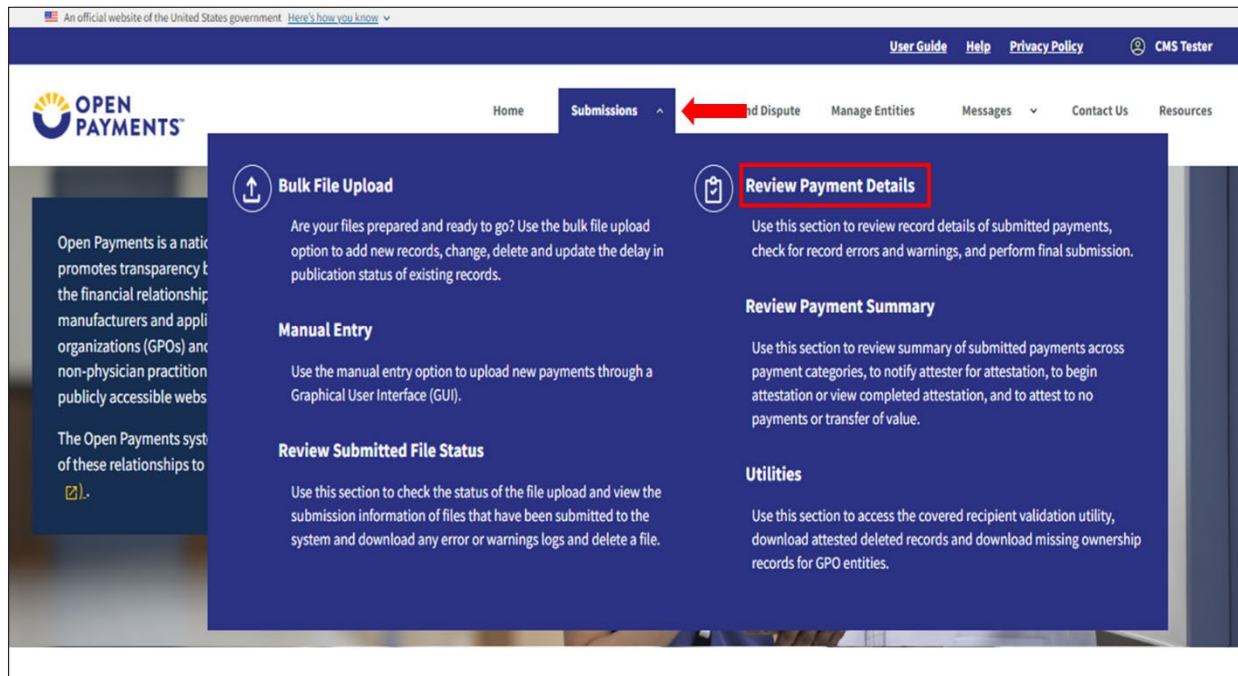 An official website of the United States government Here's how you know
User Guide Help Privacy Policy CMS Tester
OPEN
PAYMENTS™
Home Submissions nd Dispute Manage Entities Messages Contact Us Resources
Bulk File Upload
Are your files prepared and ready to go? Use the bulk file upload
option to add new records, change, delete and update the delay in
publication status of existing records.
Manual Entry
Use the manual entry option to upload new payments through a
Graphical User Interface (GUI).
Review Submitted File Status
Use this section to check the status of the file upload and view the
submission information of files that have been submitted to the
system and download any error or warnings logs and delete a file.
Review Payment Details
Use this section to review record details of submitted payments,
check for record errors and warnings, and perform final submission.
Review Payment Summary
Use this section to review summary of submitted payments across
payment categories, to notify attester for attestation, to begin
attestation or view completed attestation, and to attest to no
payments or transfer of value.
Utilities
Use this section to access the covered recipient validation utility,
download attested deleted records and download missing ownership
records for GPO entities.
Open Payments is a natio
promotes transparency b
the financial relationship
manufacturers and appli
organizations (GPOs) and
non-physician practition
publicly accessible webs
The Open Payments syst
of these relationships to
).